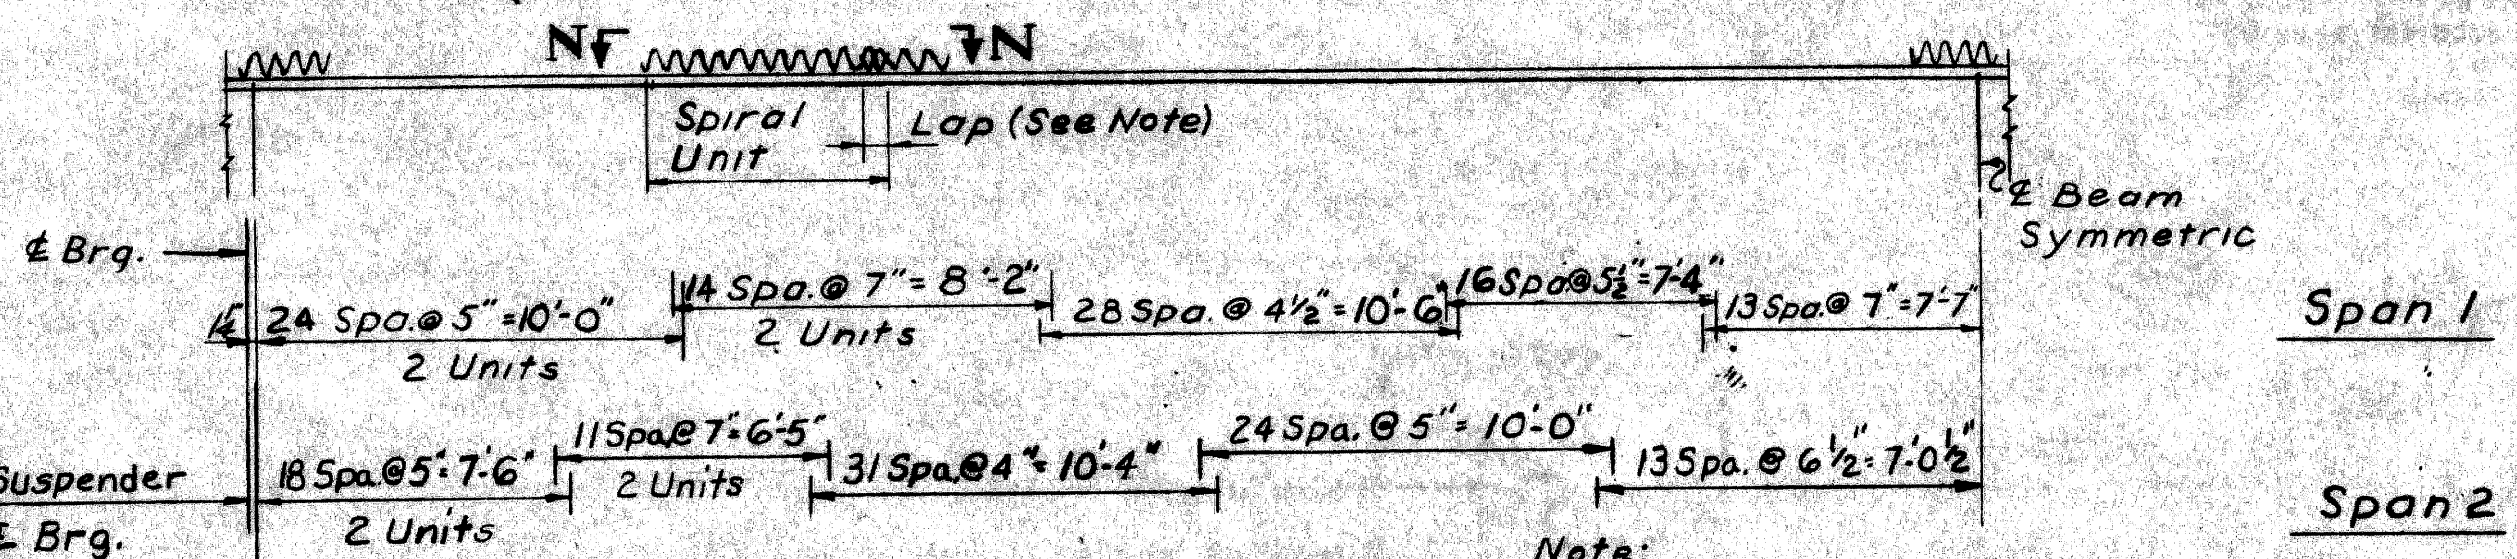 N N
Spiral
Unit
Lap (See Note)
℄ Beam
Symmetric
℄ Brg.
24 Spa.@ 5" = 10'-0"
2 Units
14 Spa. @ 7" = 8'-2"
2 Units
28 Spa. @ 4½" = 10'-6"
16 Spa.@ 5½" = 7'-4"
13 Spa.@ 7" = 7'-7"
Span 1
Suspender
℄ Brg.
18 Spa.@ 5" = 7'-6"
2 Units
11 Spa.@ 7" = 6'-5"
2 Units
31 Spa.@ 4" = 10'-4"
24 Spa. @ 5" = 10'-0"
13 Spa. @ 6½" = 7'-0½"
Span 2
Note: